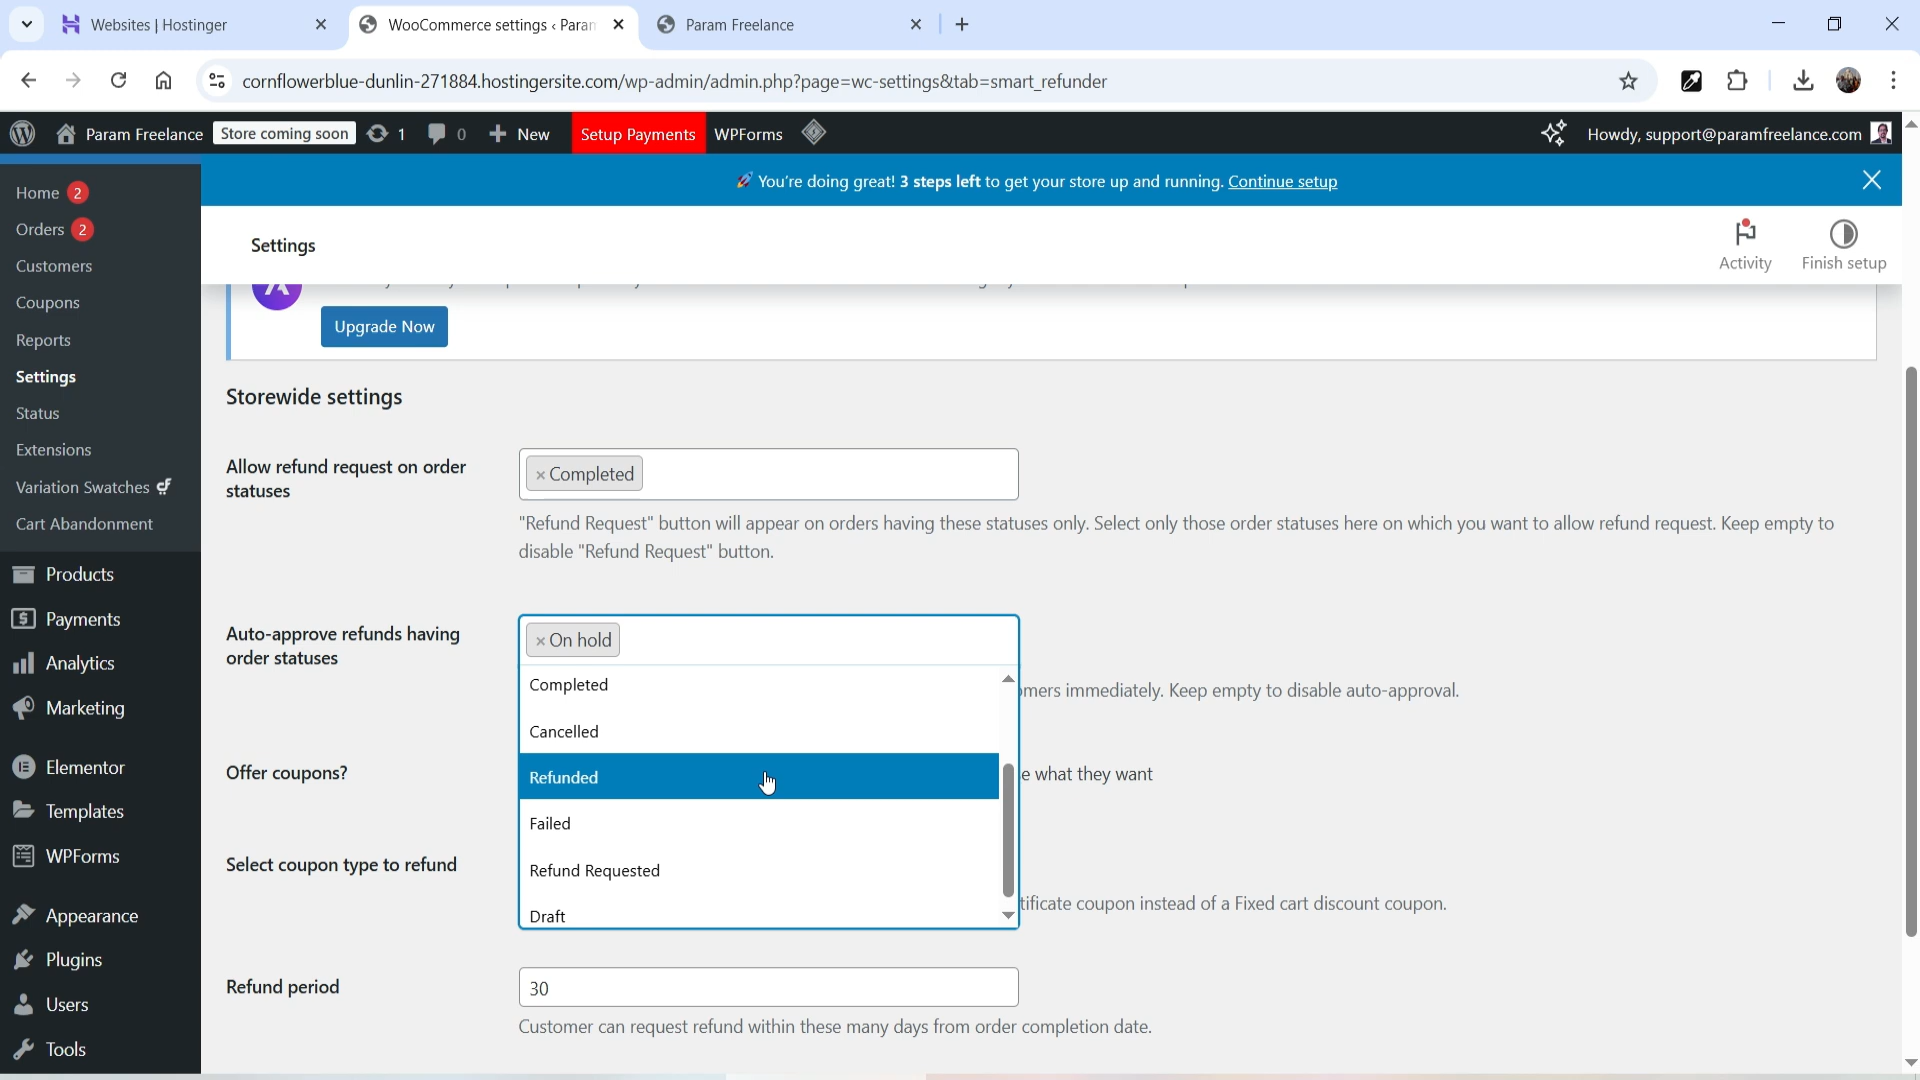 Websites | Hostinger
WooCommerce settings ‹ Param
Param Freelance
cornflowerblue-dunlin-271884.hostingersite.com/wp-admin/admin.php?page=wc-settings&tab=smart_refunder
Param Freelance
Store coming soon
1
0
New
Setup Payments
WPForms
Howdy, support@paramfreelance.com
🚀 You're doing great! 3 steps left to get your store up and running. Continue setup
Home 2
Orders 2
Customers
Coupons
Reports
Settings
Status
Extensions
Variation Swatches
Cart Abandonment
Products
Payments
Analytics
Marketing
Elementor
Templates
WPForms
Appearance
Plugins
Users
Tools
Settings
Activity
Finish setup
Upgrade Now
Storewide settings
Allow refund request on order
statuses
× Completed
"Refund Request" button will appear on orders having these statuses only. Select only those order statuses here on which you want to allow refund request. Keep empty to
disable "Refund Request" button.
Auto-approve refunds having
order statuses
× On hold
Completed
Cancelled
Refunded
Failed
Refund Requested
Draft
mers immediately. Keep empty to disable auto-approval.
Offer coupons?
e what they want
Select coupon type to refund
tificate coupon instead of a Fixed cart discount coupon.
Refund period
30
Customer can request refund within these many days from order completion date.